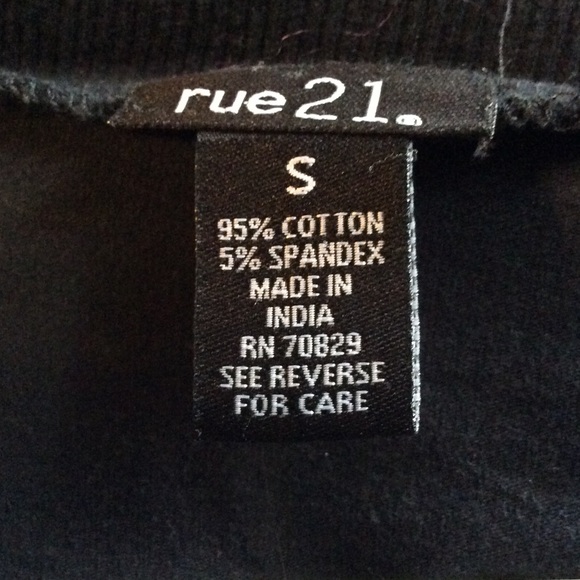 rue21®
S
95% COTTON
5% SPANDEX
MADE IN
INDIA
RN 70829
SEE REVERSE
FOR CARE